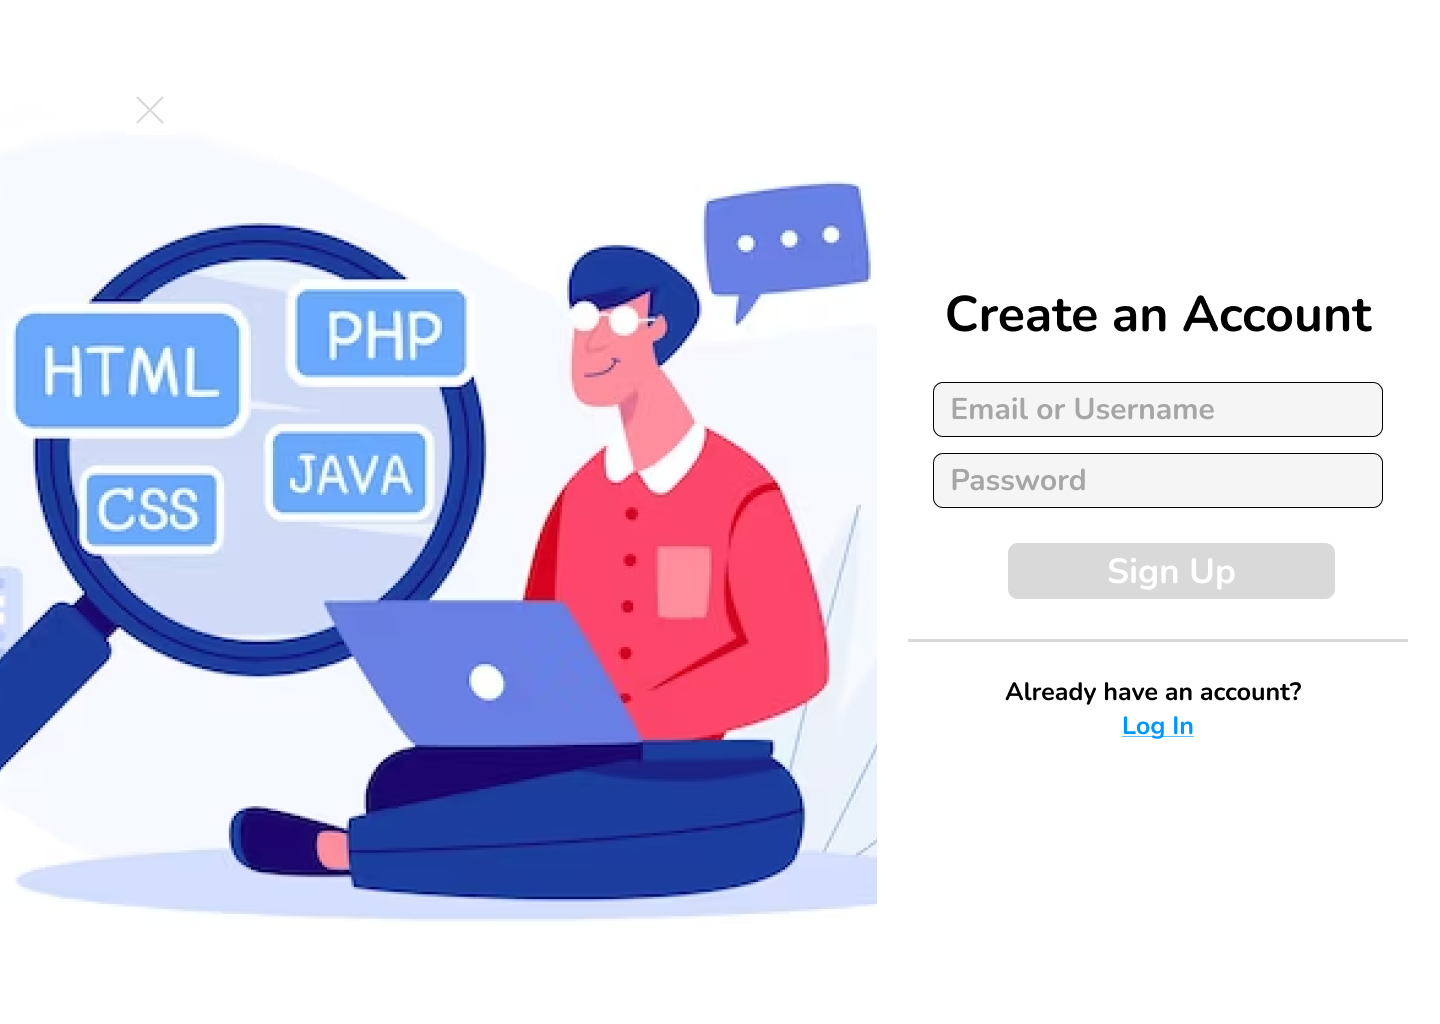 HTML
PHP
CSS
JAVA
Create an Account
Email or Username
Password
Sign Up
Already have an account?
Log In